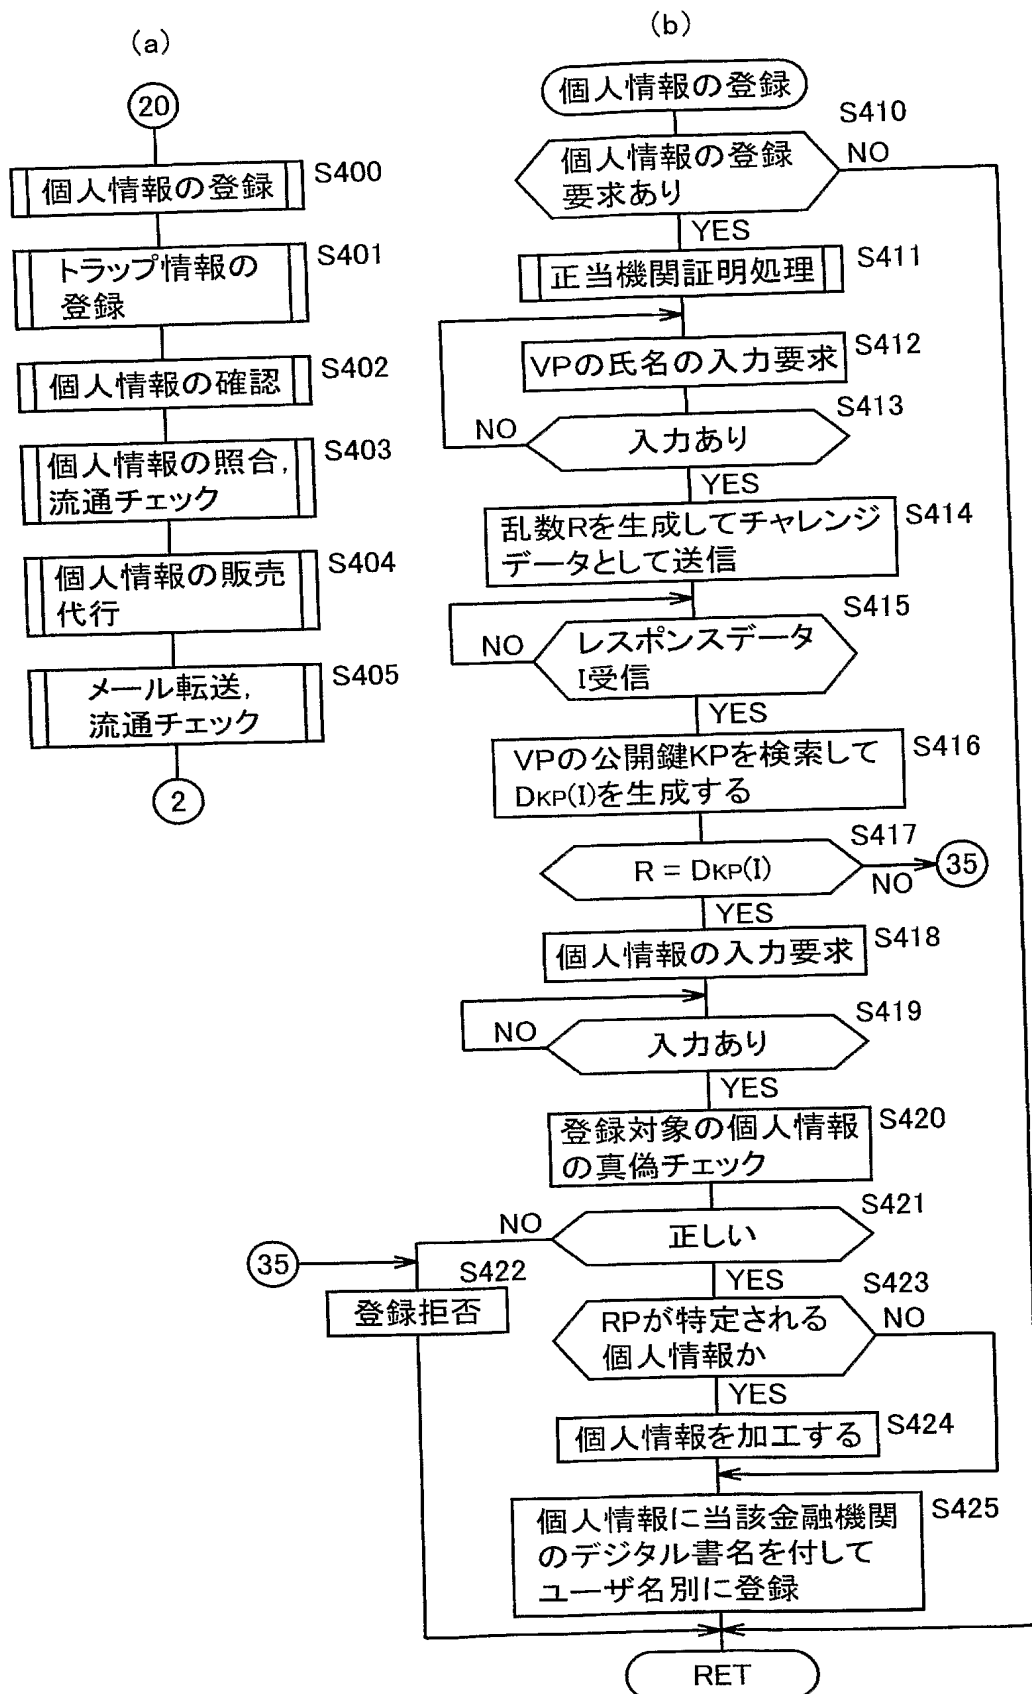 (a)
20
個人情報の登録
S400
トラップ情報の
登録
S401
個人情報の確認
S402
個人情報の照合,
流通チェック
S403
個人情報の販売
代行
S404
メール転送,
流通チェック
S405
2
(b)
個人情報の登録
S410
個人情報の登録
要求あり
NO
YES
正当機関証明処理
S411
VPの氏名の入力要求
S412
S413
入力あり
NO
YES
乱数Rを生成してチャレンジ
データとして送信
S414
S415
レスポンスデータ
I受信
NO
YES
VPの公開鍵KPを検索して
DKP(I)を生成する
S416
S417
R = DKP(I)
NO
35
YES
個人情報の入力要求
S418
S419
入力あり
NO
YES
登録対象の個人情報
の真偽チェック
S420
S421
正しい
NO
YES
35
S422
登録拒否
S423
RPが特定される
個人情報か
NO
YES
個人情報を加工する
S424
個人情報に当該金融機関
のデジタル書名を付して
ユーザ名別に登録
S425
RET